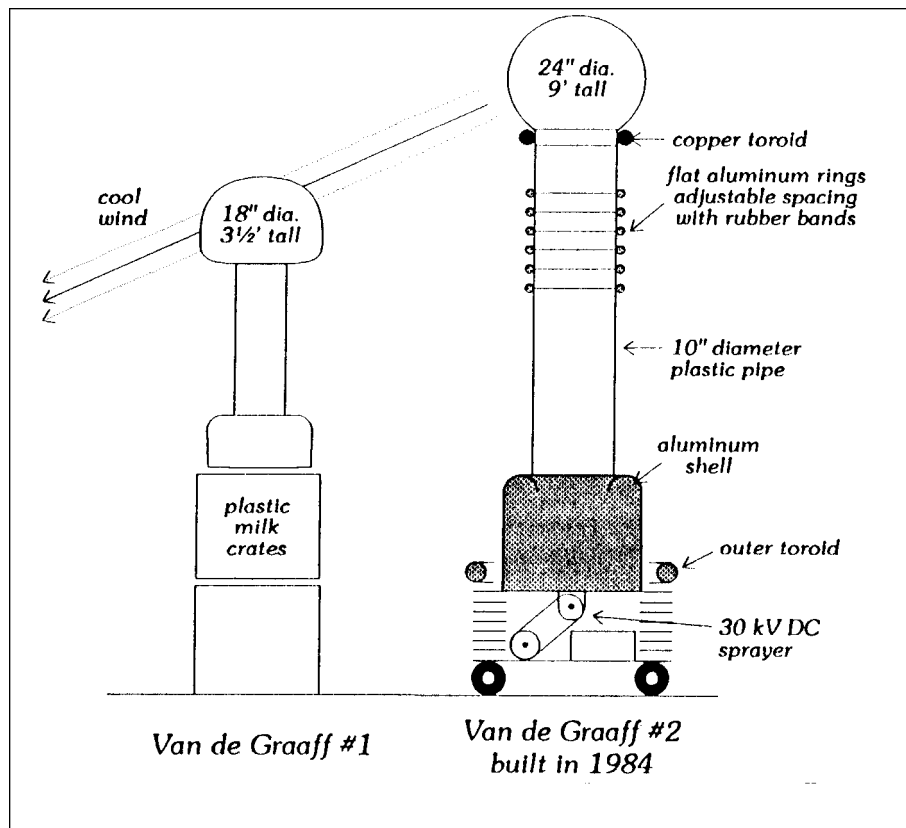 24" dia.
9' tall
copper toroid
flat aluminum rings
adjustable spacing
with rubber bands
cool
wind
18" dia.
3½' tall
10" diameter
plastic pipe
aluminum
shell
plastic
milk
crates
outer toroid
30 kV DC
sprayer
Van de Graaff #1
Van de Graaff #2
built in 1984